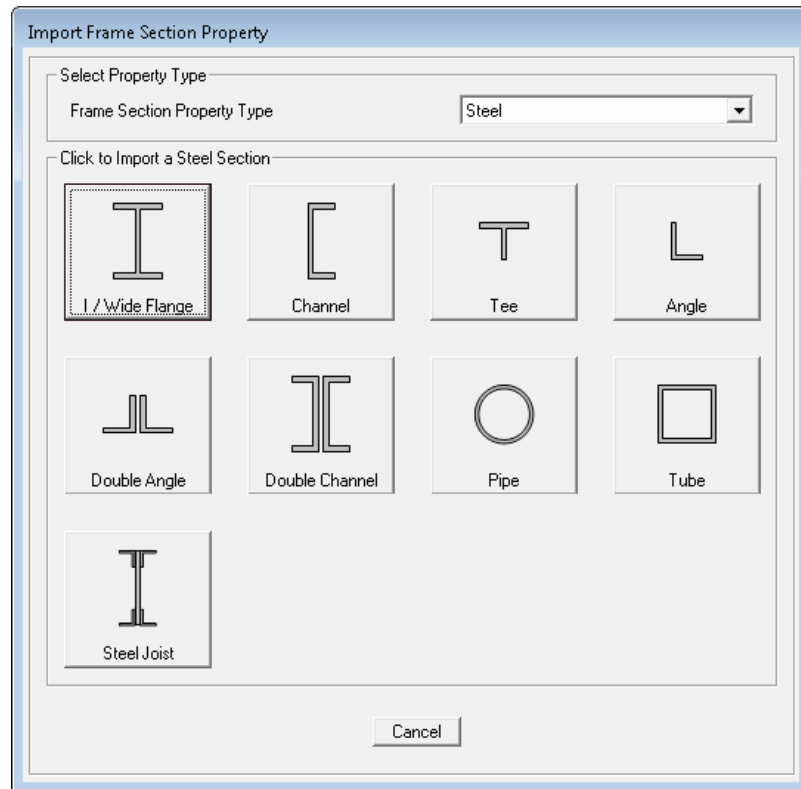 Import Frame Section Property
Select Property Type
Frame Section Property Type Steel
Click to Import a Steel Section
I / Wide Flange Channel Tee Angle
Double Angle Double Channel Pipe Tube
Steel Joist
Cancel